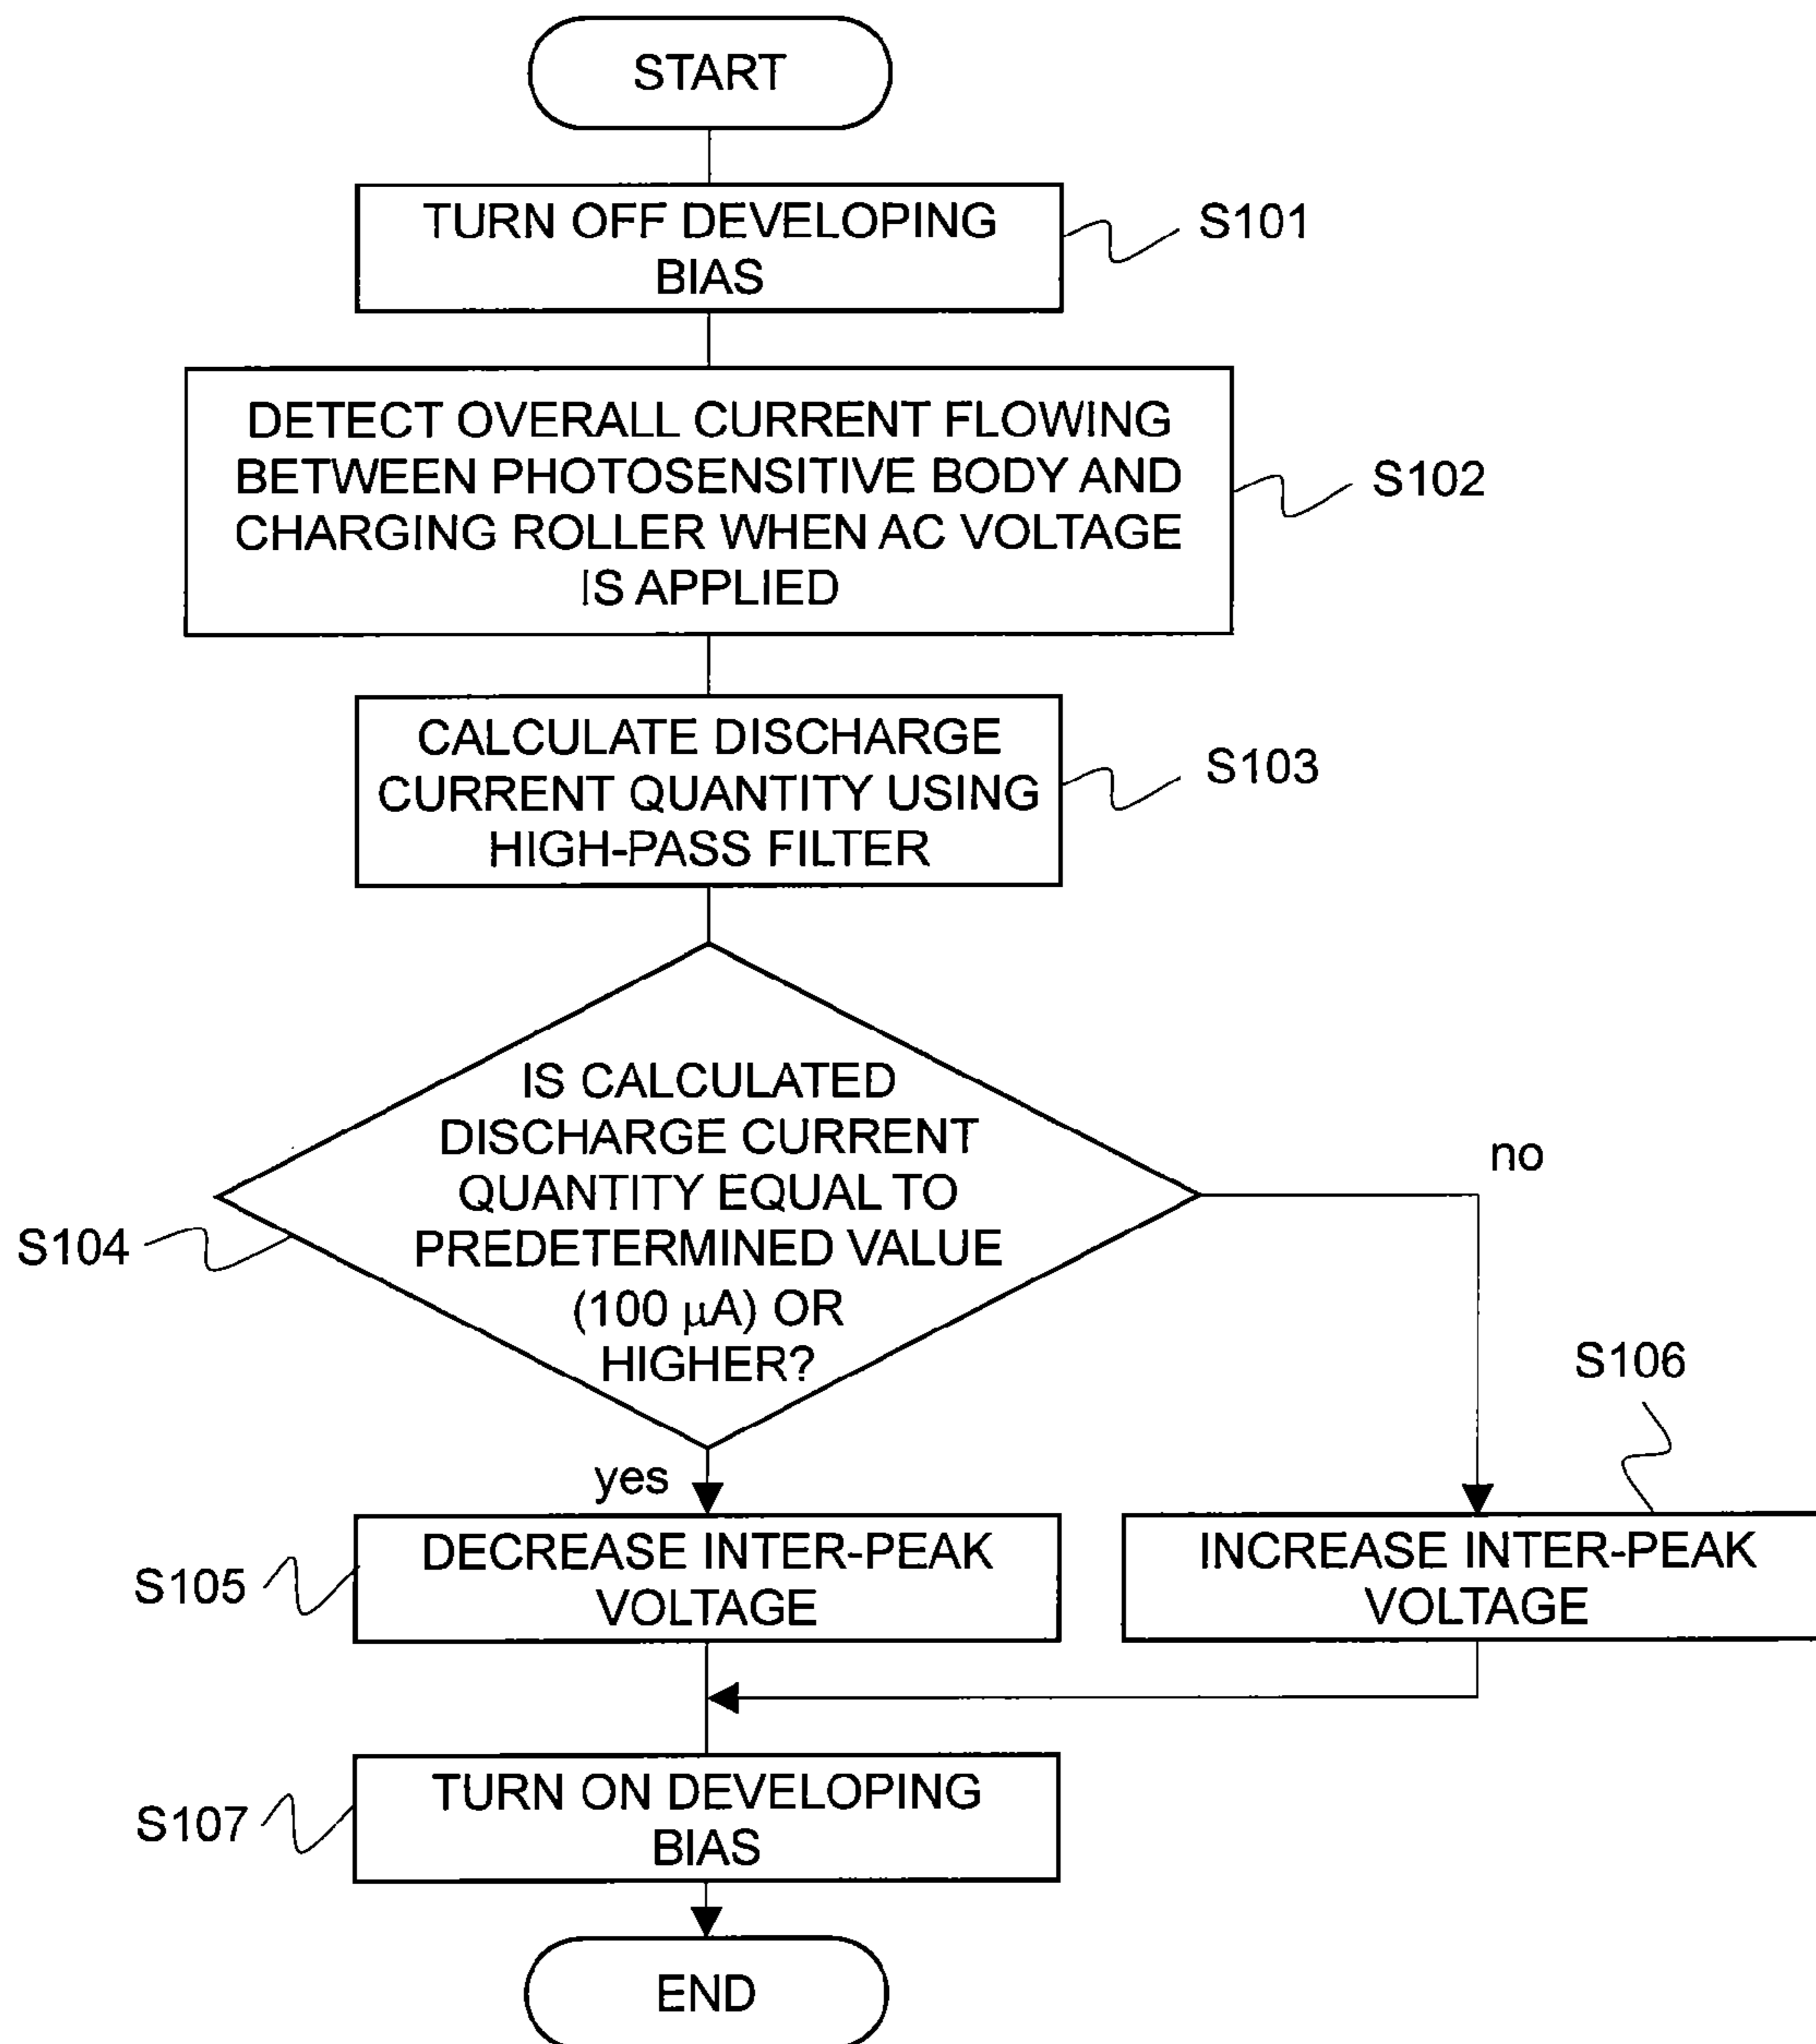 START
TURN OFF DEVELOPING
BIAS
S101
DETECT OVERALL CURRENT FLOWING
BETWEEN PHOTOSENSITIVE BODY AND
CHARGING ROLLER WHEN AC VOLTAGE
IS APPLIED
S102
CALCULATE DISCHARGE
CURRENT QUANTITY USING
HIGH-PASS FILTER
S103
IS CALCULATED
DISCHARGE CURRENT
QUANTITY EQUAL TO
PREDETERMINED VALUE
(100 μA) OR
HIGHER?
S104
no
yes
S106
DECREASE INTER-PEAK
VOLTAGE
S105
INCREASE INTER-PEAK
VOLTAGE
TURN ON DEVELOPING
BIAS
S107
END